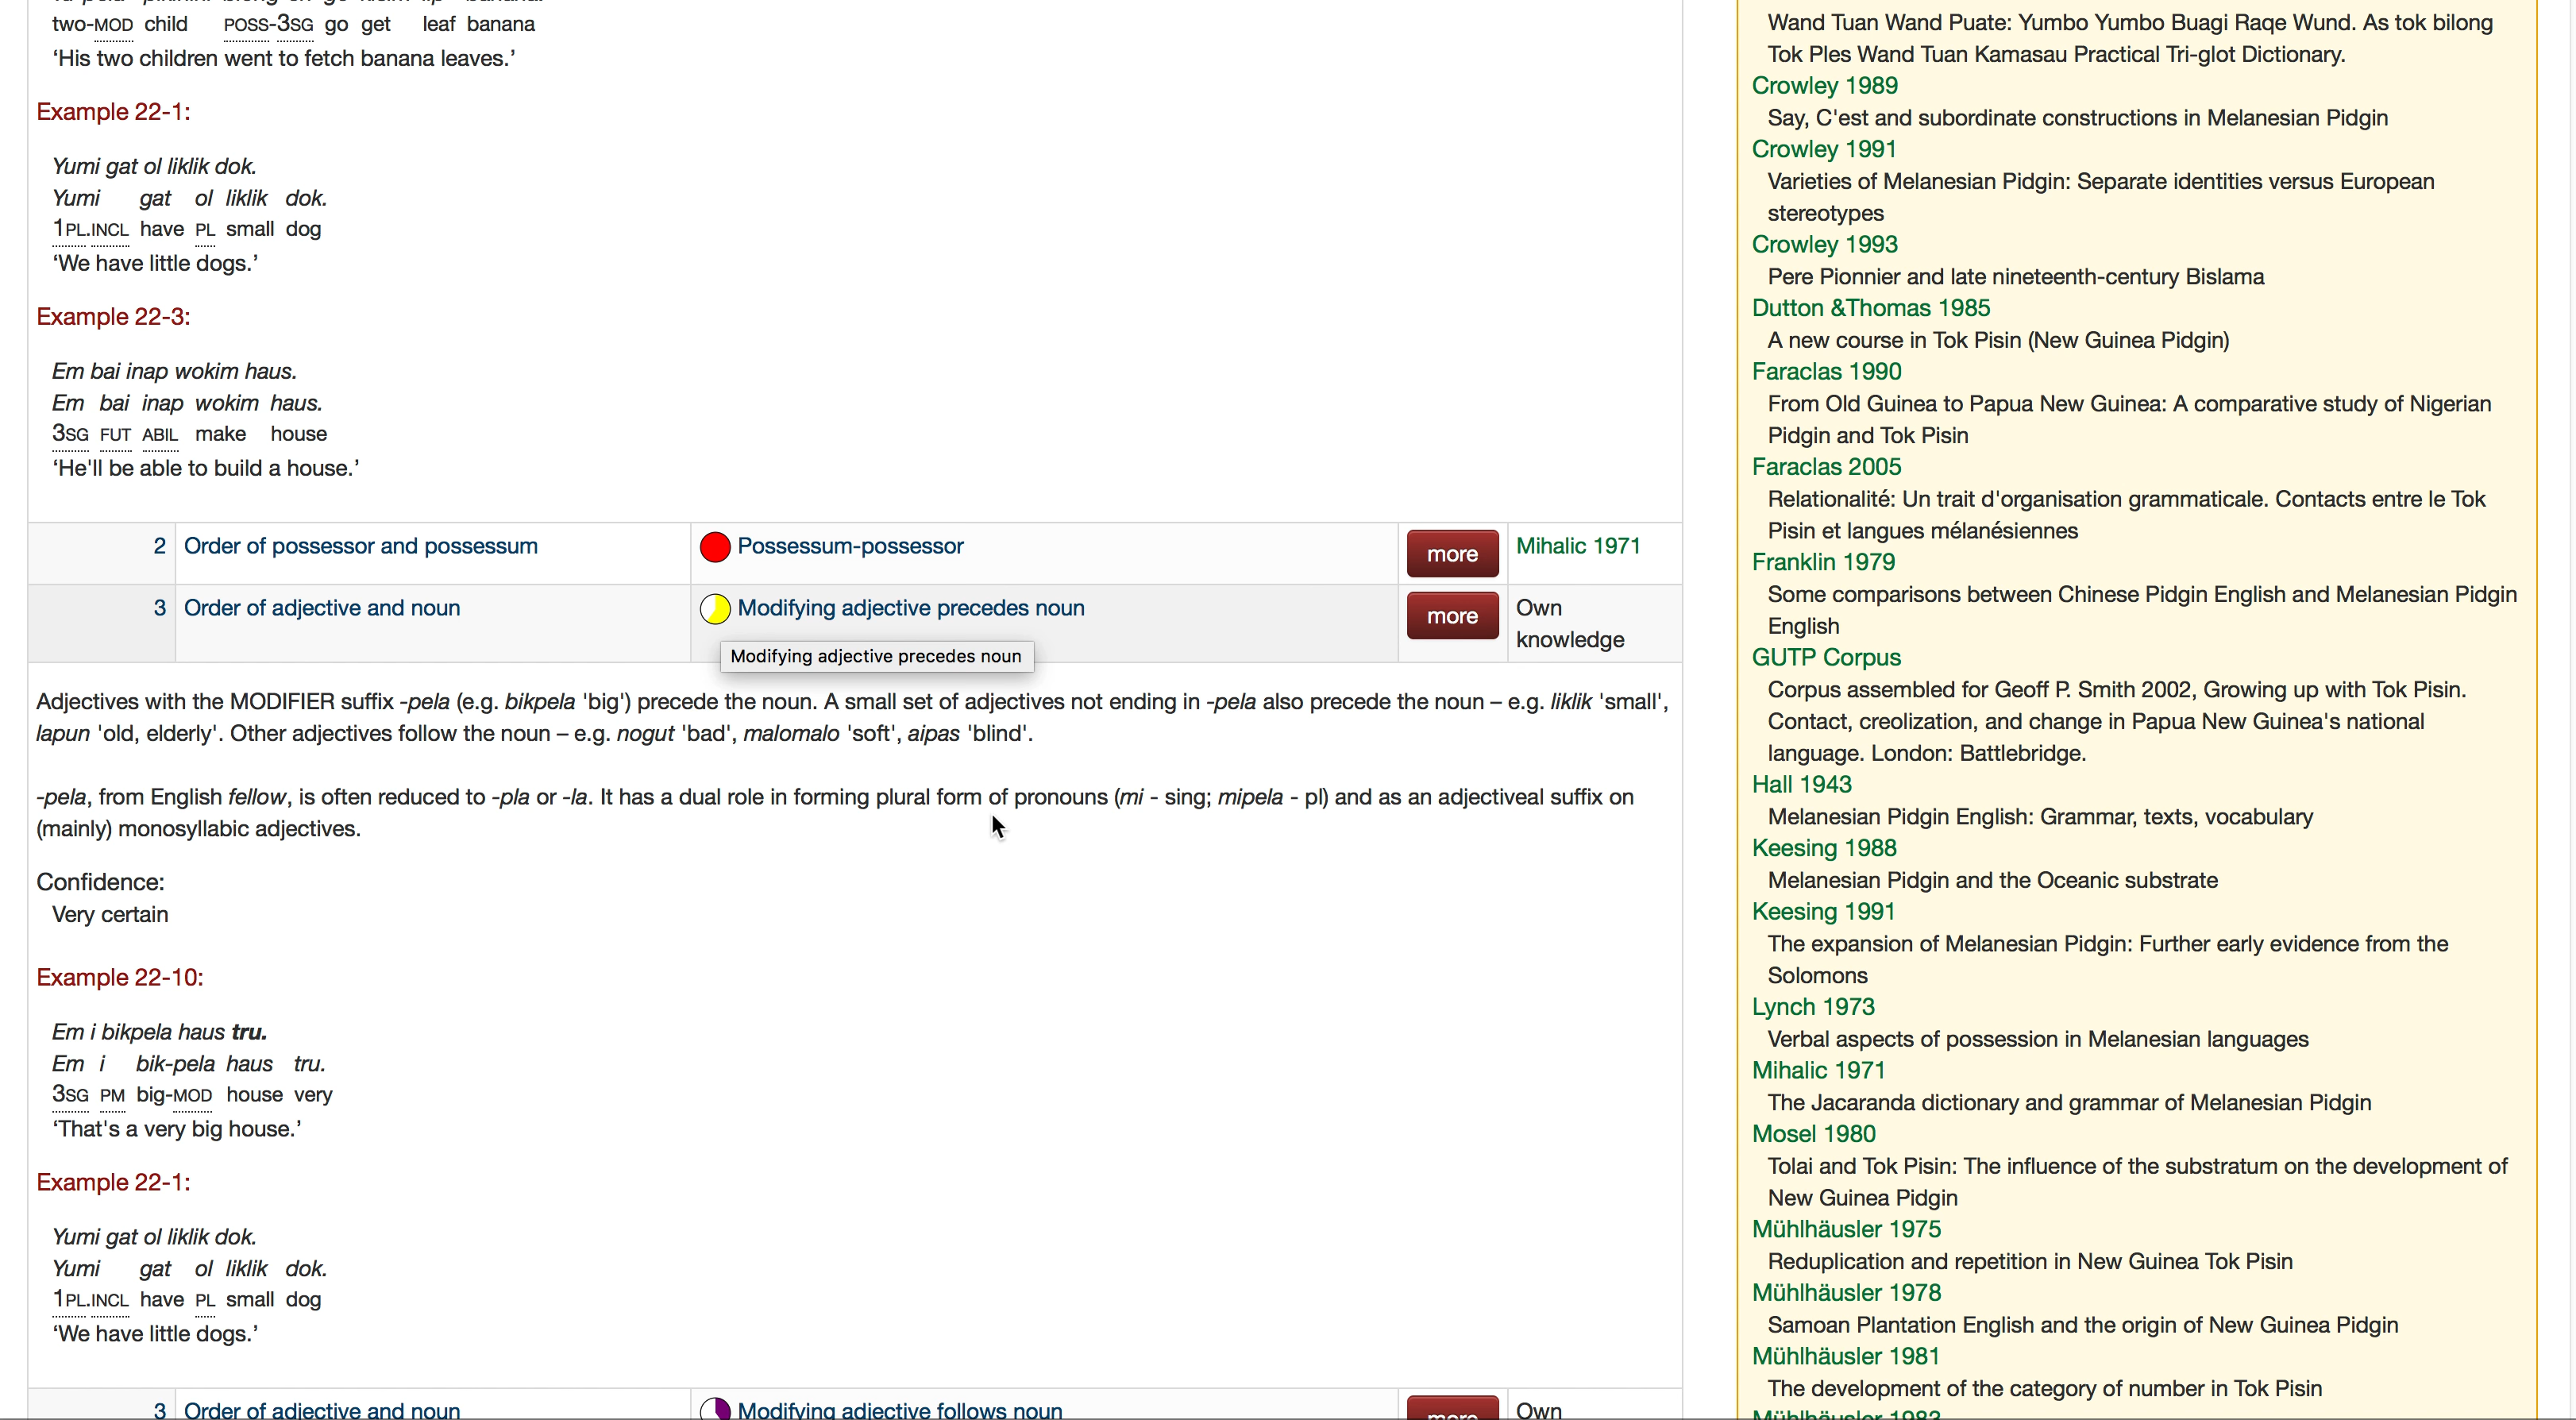 two-MOD child POSS-3SG go get leaf banana
‘His two children went to fetch banana leaves.’
Example 22-1:
Yumi gat ol liklik dok.
Yumi gat ol liklik dok.
1PL.INCL have PL small dog
‘We have little dogs.’
Example 22-3:
Em bai inap wokim haus.
Em bai inap wokim haus.
3SG FUT ABIL make house
‘He'll be able to build a house.’
2 Order of possessor and possessum Possessum-possessor more Mihalic 1971
3 Order of adjective and noun Modifying adjective precedes noun more Own
knowledge
Modifying adjective precedes noun
Adjectives with the MODIFIER suffix -pela (e.g. bikpela 'big') precede the noun. A small set of adjectives not ending in -pela also precede the noun – e.g. liklik 'small',
lapun 'old, elderly'. Other adjectives follow the noun – e.g. nogut 'bad', malomalo 'soft', aipas 'blind'.
-pela, from English fellow, is often reduced to -pla or -la. It has a dual role in forming plural form of pronouns (mi - sing; mipela - pl) and as an adjectiveal suffix on
(mainly) monosyllabic adjectives.
Confidence:
Very certain
Example 22-10:
Em i bikpela haus tru.
Em i bik-pela haus tru.
3SG PM big-MOD house very
‘That's a very big house.’
Example 22-1:
Yumi gat ol liklik dok.
Yumi gat ol liklik dok.
1PL.INCL have PL small dog
‘We have little dogs.’
3 Order of adjective and noun Modifying adjective follows noun more Own
Wand Tuan Wand Puate: Yumbo Yumbo Buagi Raqe Wund. As tok bilong
Tok Ples Wand Tuan Kamasau Practical Tri-glot Dictionary.
Crowley 1989
Say, C'est and subordinate constructions in Melanesian Pidgin
Crowley 1991
Varieties of Melanesian Pidgin: Separate identities versus European
stereotypes
Crowley 1993
Pere Pionnier and late nineteenth-century Bislama
Dutton &Thomas 1985
A new course in Tok Pisin (New Guinea Pidgin)
Faraclas 1990
From Old Guinea to Papua New Guinea: A comparative study of Nigerian
Pidgin and Tok Pisin
Faraclas 2005
Relationalité: Un trait d'organisation grammaticale. Contacts entre le Tok
Pisin et langues mélanésiennes
Franklin 1979
Some comparisons between Chinese Pidgin English and Melanesian Pidgin
English
GUTP Corpus
Corpus assembled for Geoff P. Smith 2002, Growing up with Tok Pisin.
Contact, creolization, and change in Papua New Guinea's national
language. London: Battlebridge.
Hall 1943
Melanesian Pidgin English: Grammar, texts, vocabulary
Keesing 1988
Melanesian Pidgin and the Oceanic substrate
Keesing 1991
The expansion of Melanesian Pidgin: Further early evidence from the
Solomons
Lynch 1973
Verbal aspects of possession in Melanesian languages
Mihalic 1971
The Jacaranda dictionary and grammar of Melanesian Pidgin
Mosel 1980
Tolai and Tok Pisin: The influence of the substratum on the development of
New Guinea Pidgin
Mühlhäusler 1975
Reduplication and repetition in New Guinea Tok Pisin
Mühlhäusler 1978
Samoan Plantation English and the origin of New Guinea Pidgin
Mühlhäusler 1981
The development of the category of number in Tok Pisin